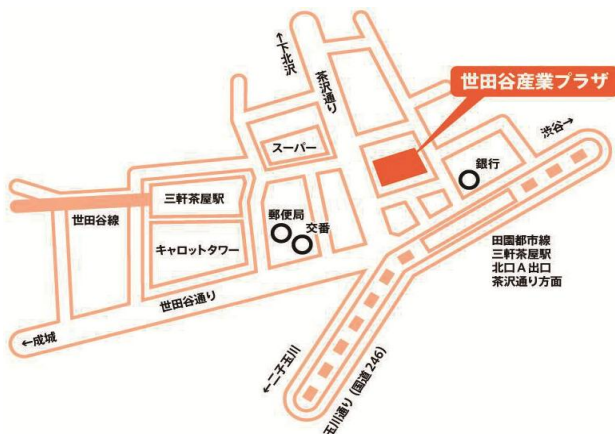 ←下北沢
茶沢通り
世田谷産業プラザ
渋谷→
スーパー
銀行
三軒茶屋駅
世田谷線
郵便局
交番
キャロットタワー
田園都市線
三軒茶屋駅
北口A出口
茶沢通り方面
世田谷通り
←成城
←二子玉川
玉川通り(国道246)